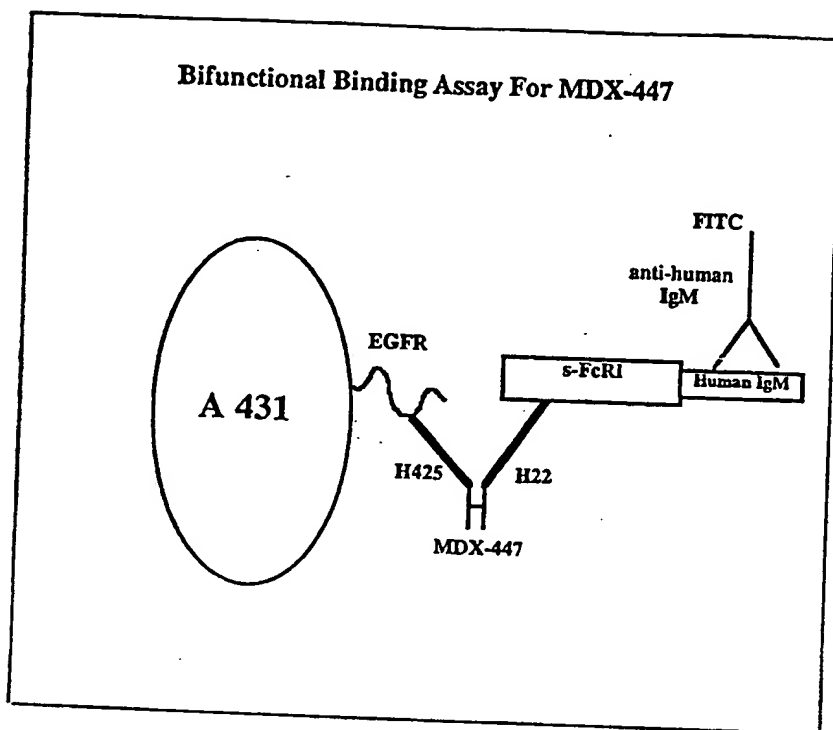 Bifunctional Binding Assay For MDX-447
FITC
anti-human
IgM
EGFR
s-FcRI
Human IgM
A 431
H425
H22
MDX-447